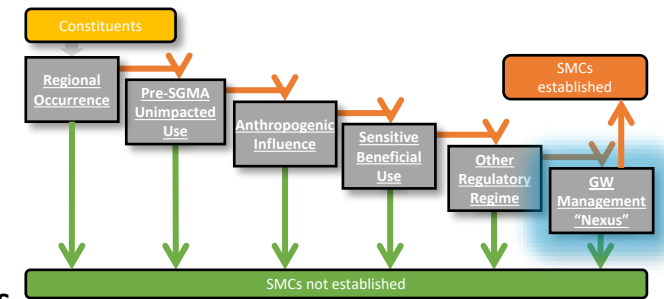 Constituents
Regional
Occurrence
Pre-SGMA
Unimpacted
Use
Anthropogenic
Influence
Sensitive
Beneficial
Use
Other
Regulatory
Regime
GW
Management
“Nexus”
SMCs
established
SMCs not established